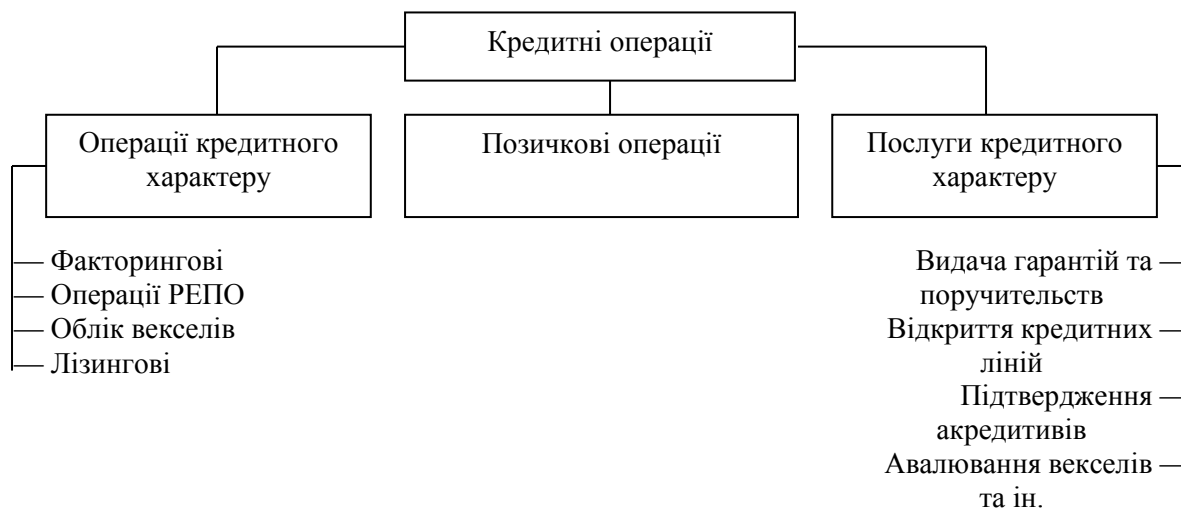 Кредитні операції
Операції кредитного
характеру
Позичкові операції
Послуги кредитного
характеру
Факторингові
Операції РЕПО
Облік векселів
Лізингові
Видача гарантій та
поручительств
Відкриття кредитних
ліній
Підтвердження
акредитивів
Авалювання векселів
та ін.